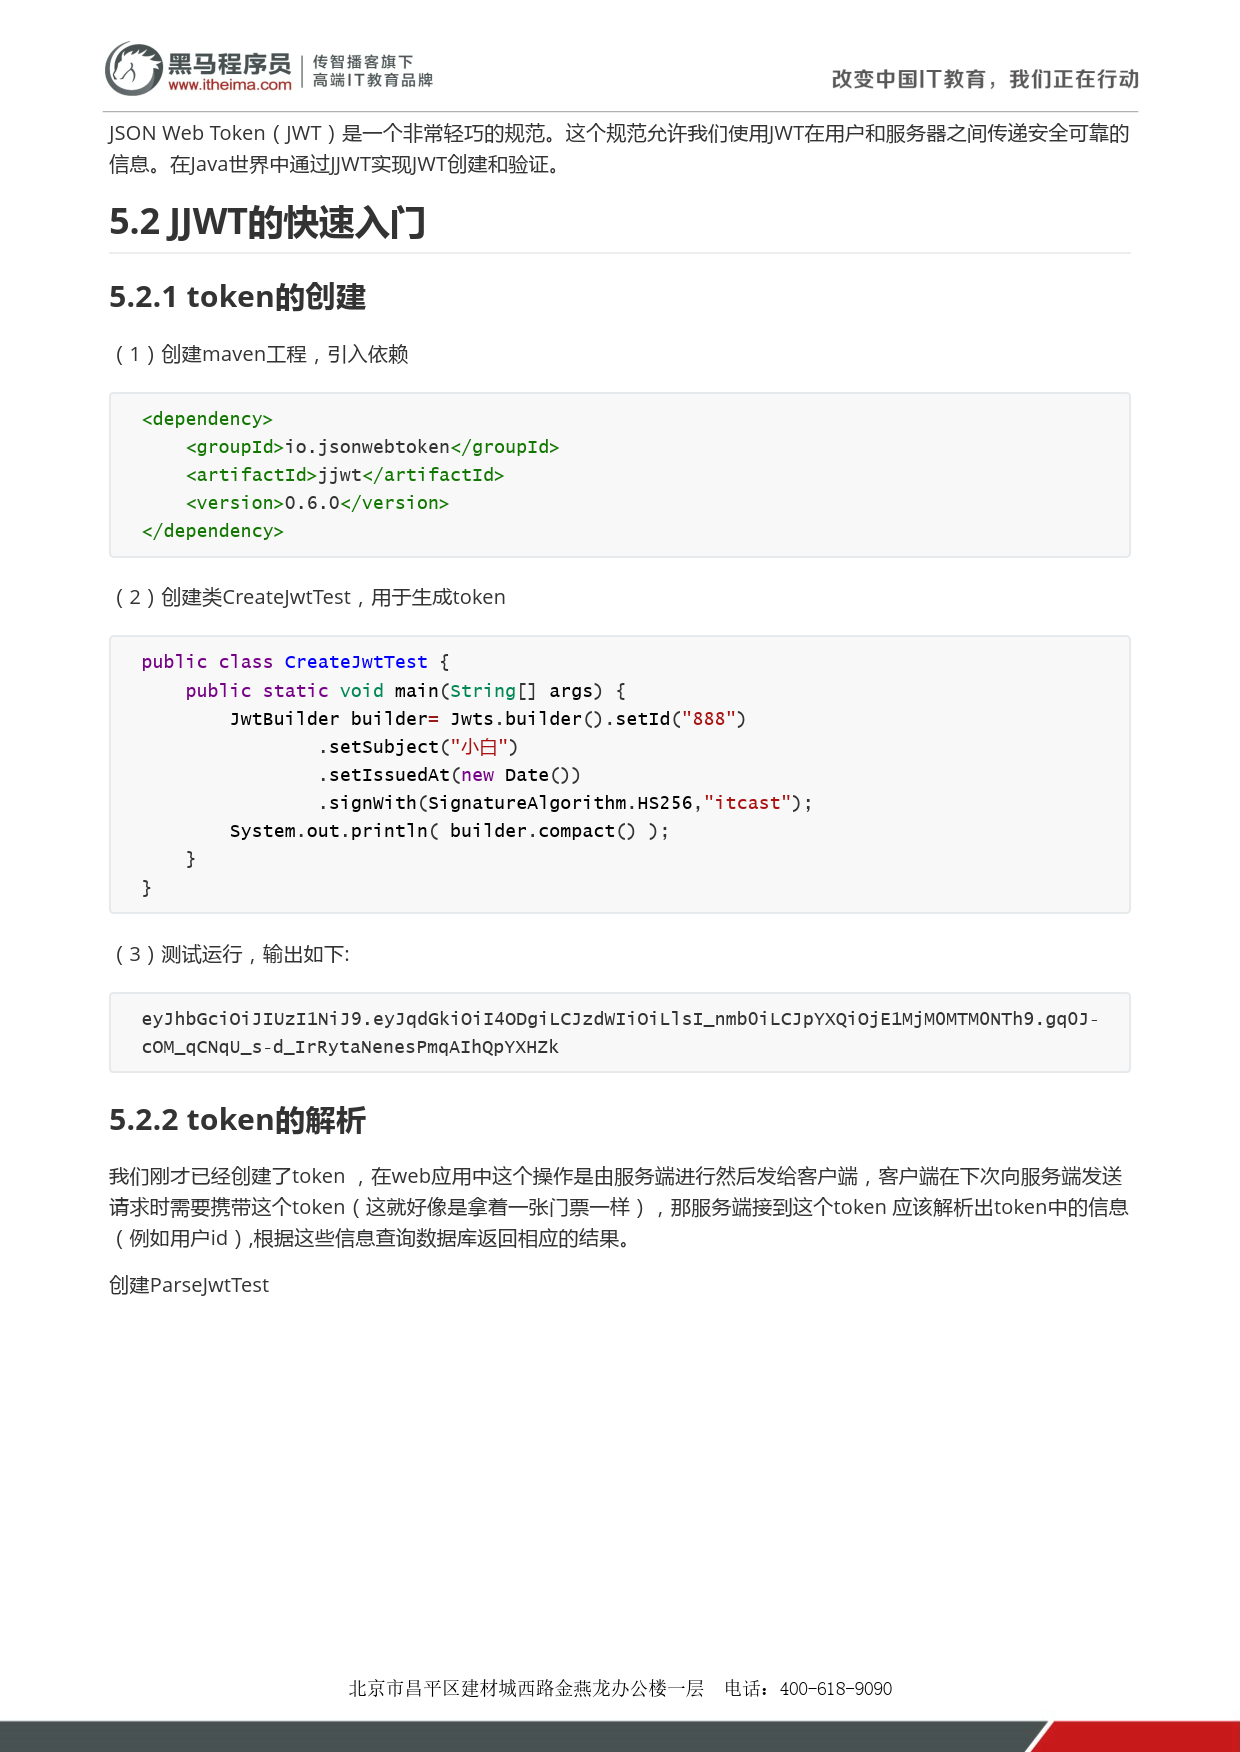 黑马程序员
www.itheima.com
传智播客旗下
高端IT教育品牌
改变中国IT教育，我们正在行动
JSON Web Token（JWT）是一个非常轻巧的规范。这个规范允许我们使用JWT在用户和服务器之间传递安全可靠的
信息。在Java世界中通过JJWT实现JWT创建和验证。
5.2 JJWT的快速入门
5.2.1 token的创建
（1）创建maven工程，引入依赖
<dependency>
    <groupId>io.jsonwebtoken</groupId>
    <artifactId>jjwt</artifactId>
    <version>0.6.0</version>
</dependency>
（2）创建类CreateJwtTest，用于生成token
public class CreateJwtTest {
    public static void main(String[] args) {
        JwtBuilder builder= Jwts.builder().setId("888")
                .setSubject("小白")
                .setIssuedAt(new Date())
                .signWith(SignatureAlgorithm.HS256,"itcast");
        System.out.println( builder.compact() );
    }
}
（3）测试运行，输出如下:
eyJhbGciOiJIUzI1NiJ9.eyJqdGkiOiI4ODgiLCJzdWIiOiLlsI_nmb0iLCJpYXQiOjE1MjM0MTM0NTh9.gq0J-
cOM_qCNqU_s-d_IrRytaNenesPmqAIhQpYXHZk
5.2.2 token的解析
我们刚才已经创建了token ，在web应用中这个操作是由服务端进行然后发给客户端，客户端在下次向服务端发送
请求时需要携带这个token（这就好像是拿着一张门票一样），那服务端接到这个token 应该解析出token中的信息
（例如用户id）,根据这些信息查询数据库返回相应的结果。
创建ParseJwtTest
北京市昌平区建材城西路金燕龙办公楼一层 电话：400-618-9090